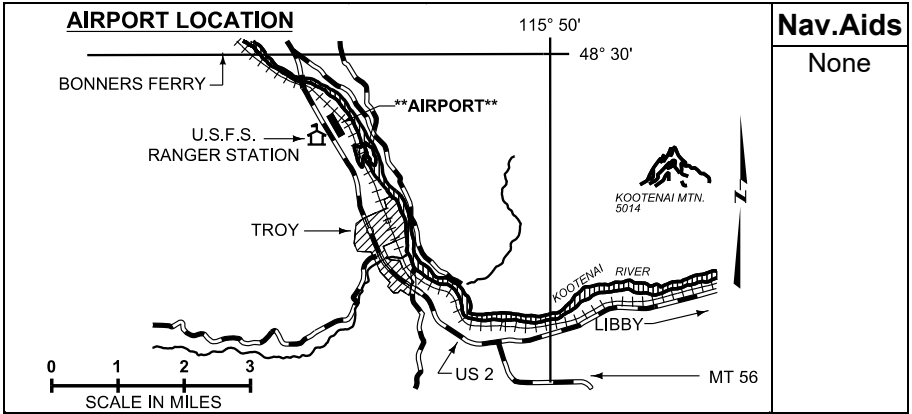 AIRPORT LOCATION
115° 50'
Nav.Aids
48° 30'
None
BONNERS FERRY
**AIRPORT**
U.S.F.S.
RANGER STATION
KOOTENAI MTN.
5014
N
TROY
KOOTENAI RIVER
LIBBY
0 1 2 3
US 2
MT 56
SCALE IN MILES